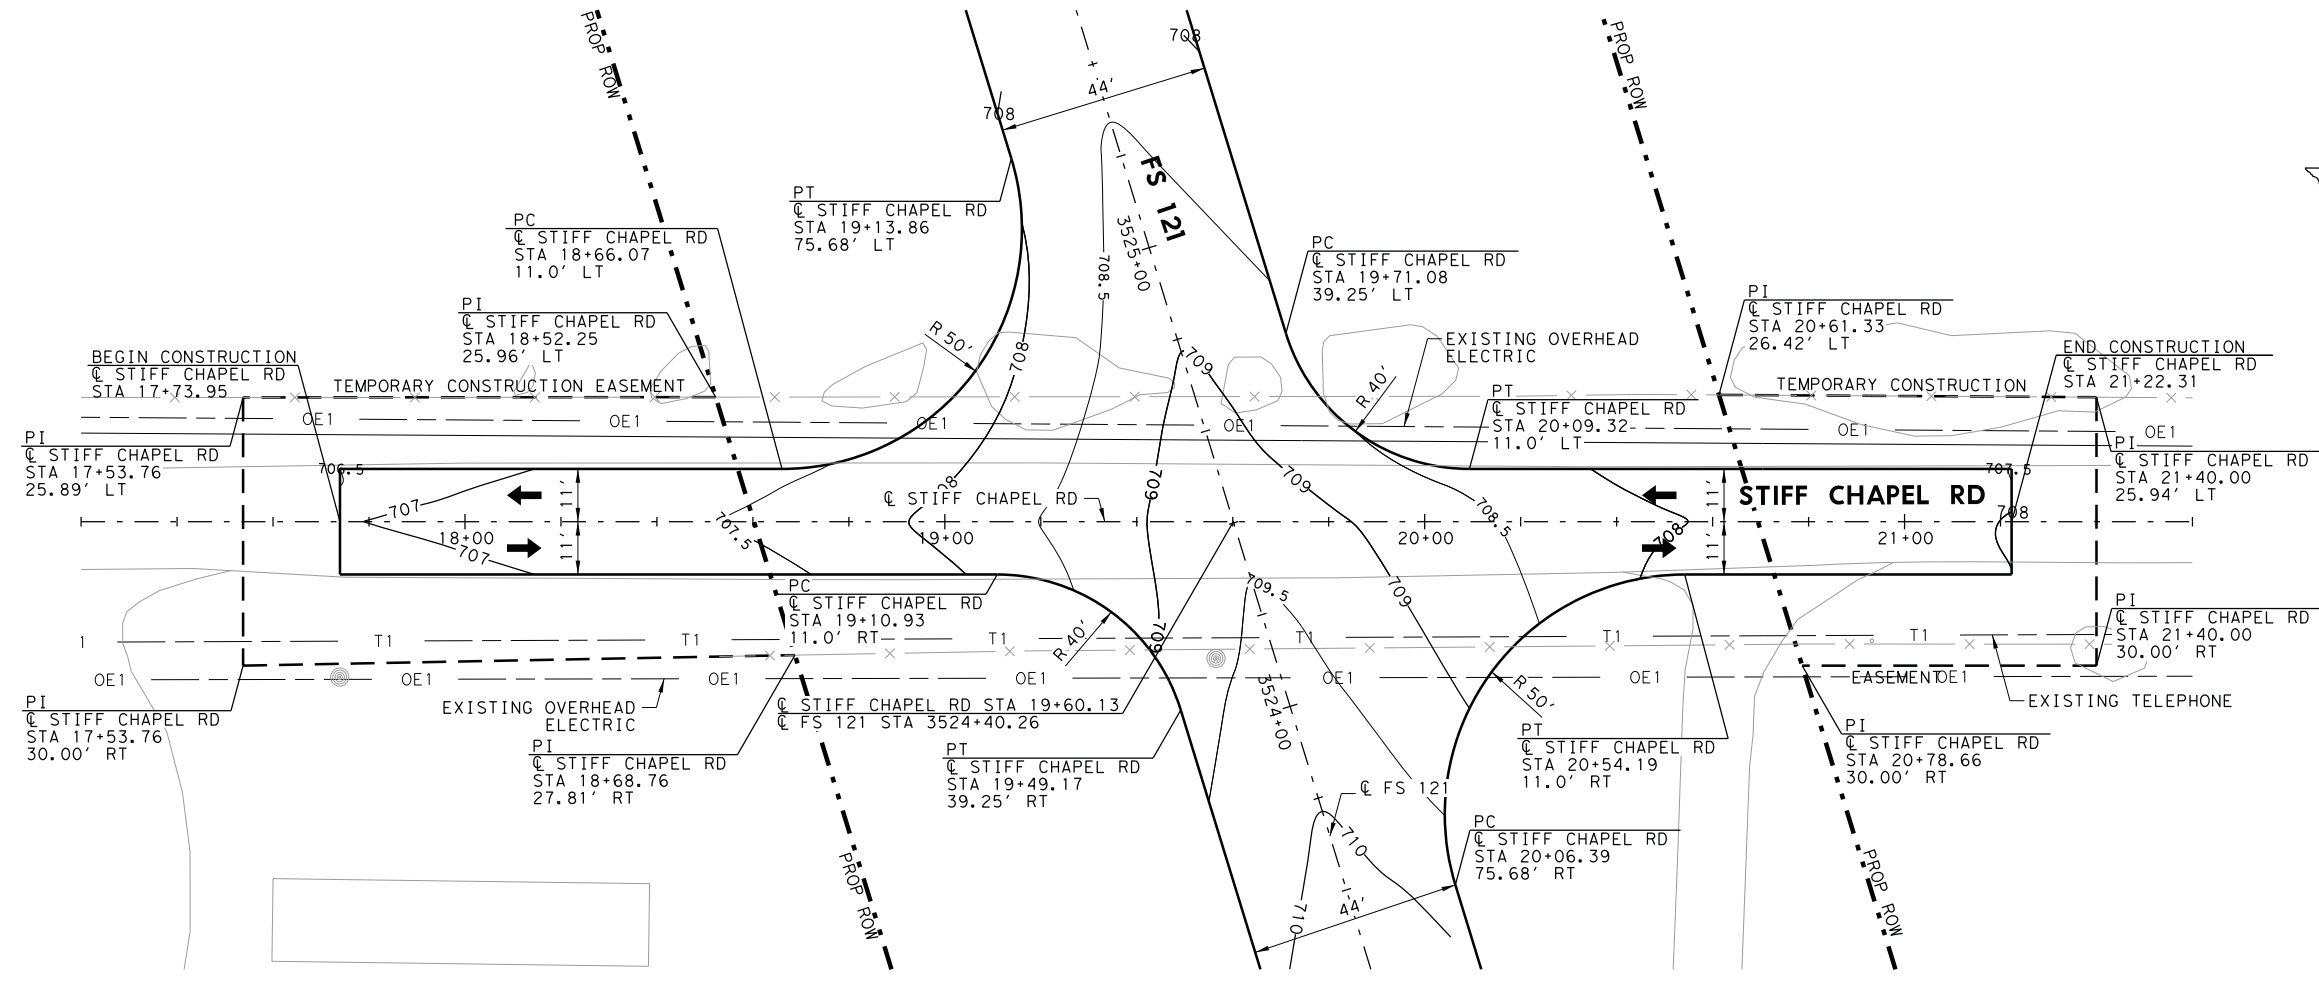 PROP ROW
708
PROP ROW
44'
708
FS 121
3525+00
708.5
PT
℄ STIFF CHAPEL RD
STA 19+13.86
75.68' LT
PC
℄ STIFF CHAPEL RD
STA 18+66.07
11.0' LT
PC
℄ STIFF CHAPEL RD
STA 19+71.08
39.25' LT
PI
℄ STIFF CHAPEL RD
STA 18+52.25
25.96' LT
PI
℄ STIFF CHAPEL RD
STA 20+61.33
26.42' LT
R 50'
708
709
EXISTING OVERHEAD
ELECTRIC
BEGIN CONSTRUCTION
℄ STIFF CHAPEL RD
STA 17+73.95
END CONSTRUCTION
℄ STIFF CHAPEL RD
STA 21+22.31
TEMPORARY CONSTRUCTION EASEMENT
R 40'
TEMPORARY CONSTRUCTION
PT
℄ STIFF CHAPEL RD
STA 20+09.32
11.0' LT
OE1
OE1
OE1
OE1
OE1
OE1
PI
℄ STIFF CHAPEL RD
STA 17+53.76
25.89' LT
PI
℄ STIFF CHAPEL RD
STA 21+40.00
25.94' LT
706.5
707.5
707
11'
08
℄ STIFF CHAPEL RD
709
709
708.5
11'
STIFF CHAPEL RD
708
18+00
707
11'
707.5
19+00
20+00
708
11'
21+00
PC
℄ STIFF CHAPEL RD
STA 19+10.93
11.0' RT
709.5
709
PI
℄ STIFF CHAPEL RD
STA 21+40.00
30.00' RT
1
T1
T1
T1
R 40'
709
T1
T1
T1
OE1
OE1
OE1
OE1
OE1
OE1
EASEMENT
OE1
PI
℄ STIFF CHAPEL RD
STA 17+53.76
30.00' RT
EXISTING OVERHEAD
ELECTRIC
℄ STIFF CHAPEL RD STA 19+60.13
℄ FS 121 STA 3524+40.26
3524+00
R 50'
EXISTING TELEPHONE
PI
℄ STIFF CHAPEL RD
STA 18+68.76
27.81' RT
PT
℄ STIFF CHAPEL RD
STA 19+49.17
39.25' RT
PT
℄ STIFF CHAPEL RD
STA 20+54.19
11.0' RT
PI
℄ STIFF CHAPEL RD
STA 20+78.66
30.00' RT
℄ FS 121
710
PC
℄ STIFF CHAPEL RD
STA 20+06.39
75.68' RT
PROP ROW
710
44'
PROP ROW